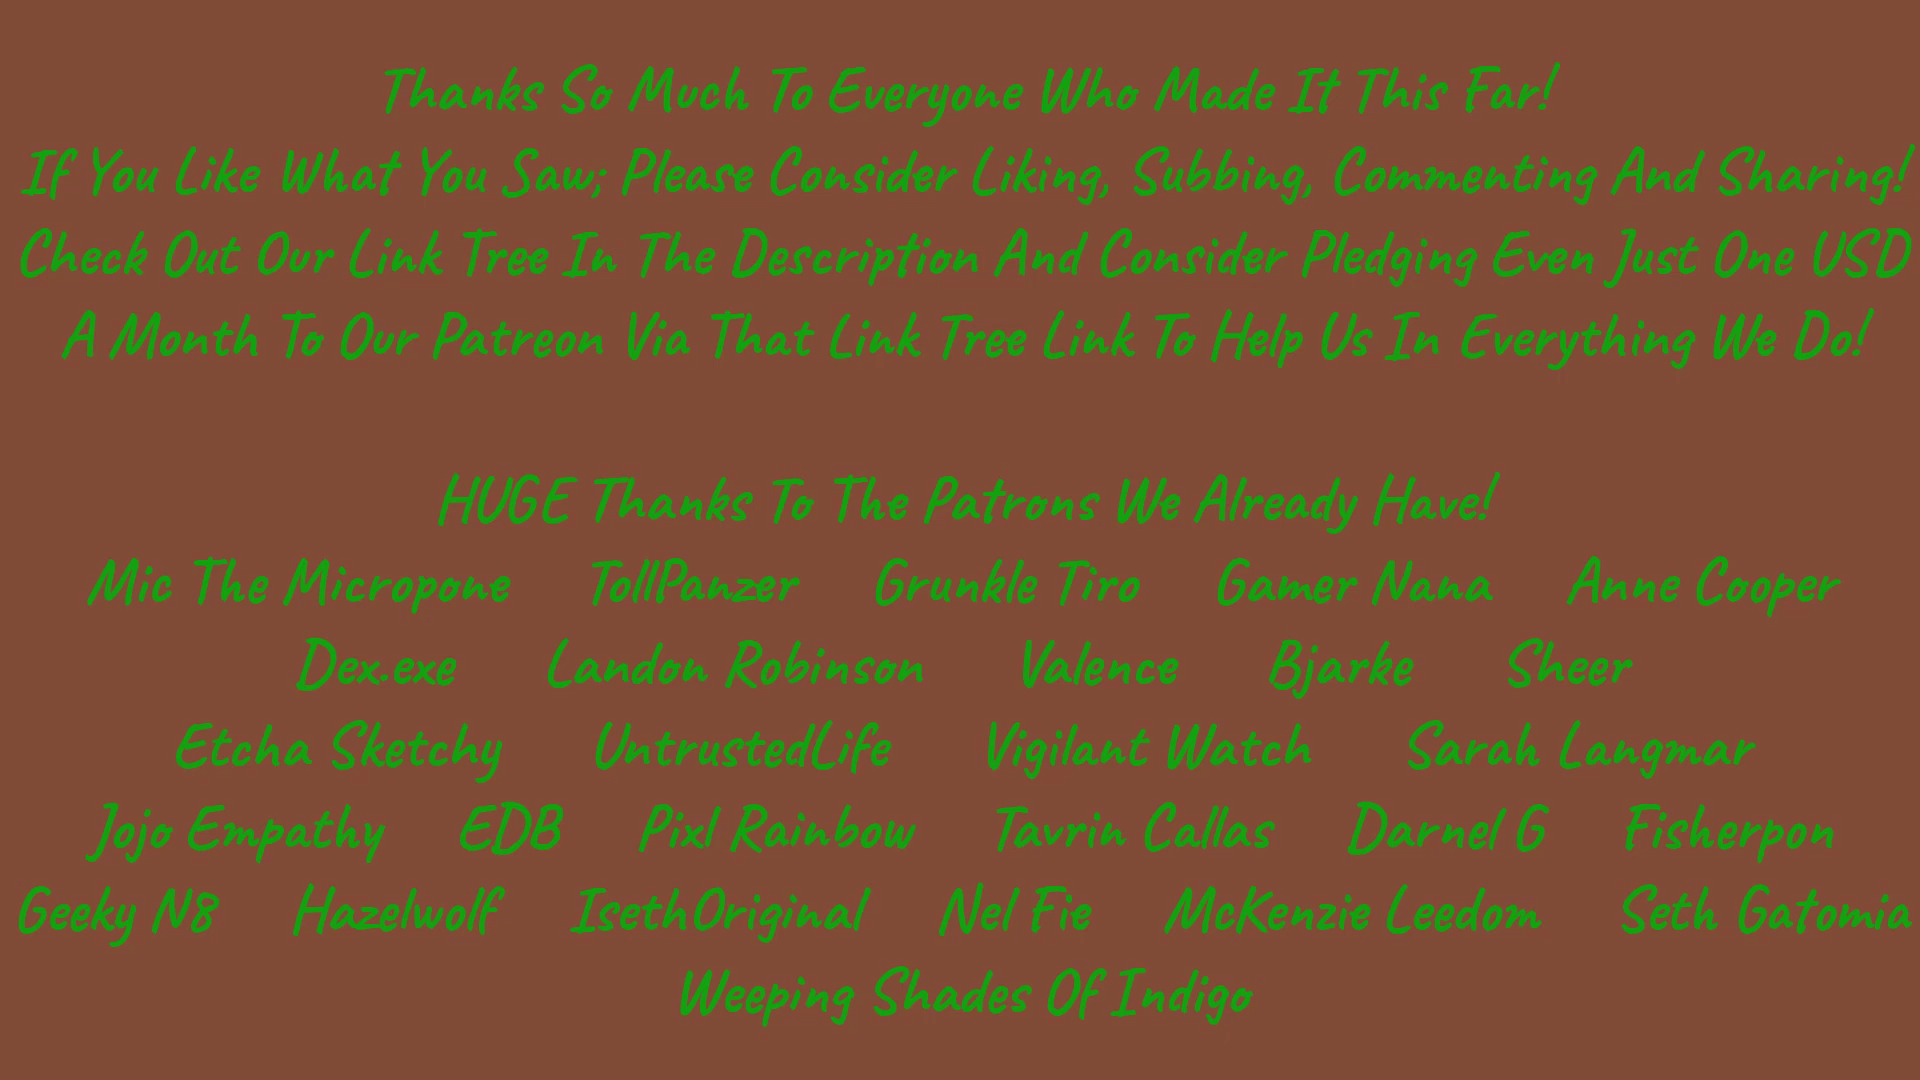 Thanks So Much To Everyone Who Made It This Far!
If You Like What You Saw; Please Consider Liking, Subbing, Commenting And Sharing!
Check Out Our Link Tree In The Description And Consider Pledging Even Just One USD
A Month To Our Patreon Via That Link Tree Link To Help Us In Everything We Do!
HUGE Thanks To The Patrons We Already Have!
Mic The Micropone TollPanzer Grunkle Tiro Gamer Nana Anne Cooper
Dex.exe Landon Robinson Valence Bjarke Sheer
Etcha Sketchy UntrustedLife Vigilant Watch Sarah Langmar
Jojo Empathy EDB Pixl Rainbow Tavrin Callas Darnel G Fisherpon
Geeky N8 Hazelwolf IsethOriginal Nel Fie McKenzie Leedom Seth Gatomia
Weeping Shades Of Indigo